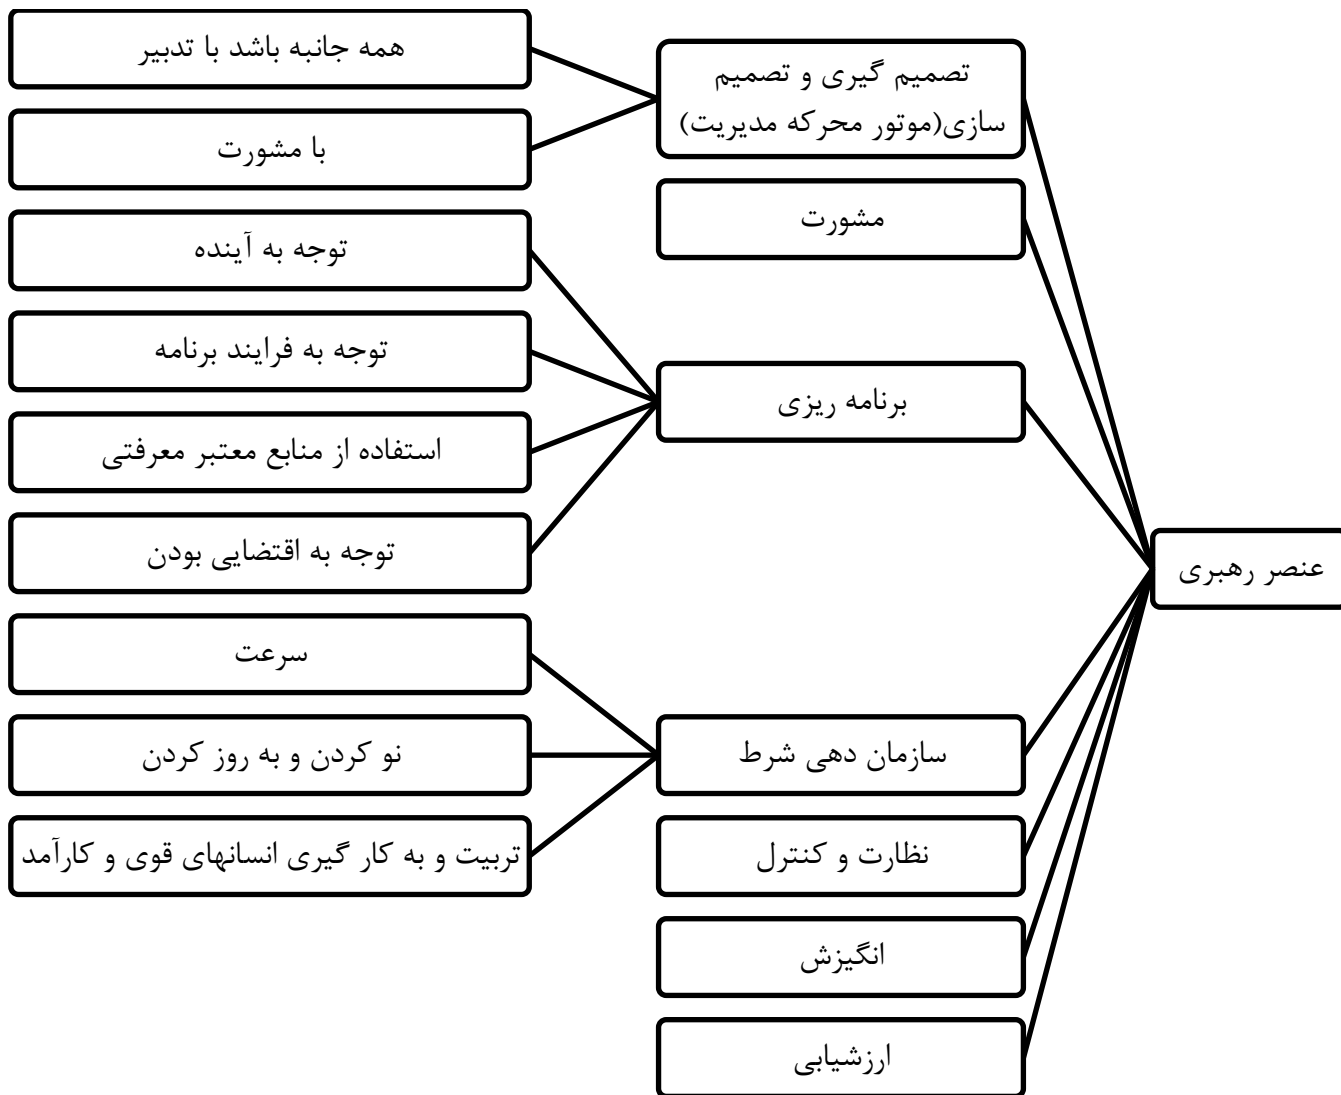 عنصر رهبری
تصمیم گیری و تصمیم
سازی(موتور محرکه مدیریت)
همه جانبه باشد با تدبیر
با مشورت
مشورت
برنامه ریزی
توجه به آینده
توجه به فرایند برنامه
استفاده از منابع معتبر معرفتی
توجه به اقتضایی بودن
سازمان دهی شرط
سرعت
نو کردن و به روز کردن
تربیت و به کار گیری انسانهای قوی و کارآمد
نظارت و کنترل
انگیزش
ارزشیابی